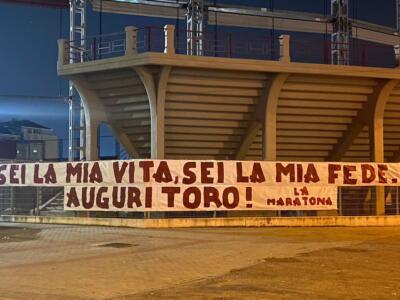 SEI LA MIA VITA, SEI LA MIA FEDE.
AUGURI TORO!
LA
MARATONA